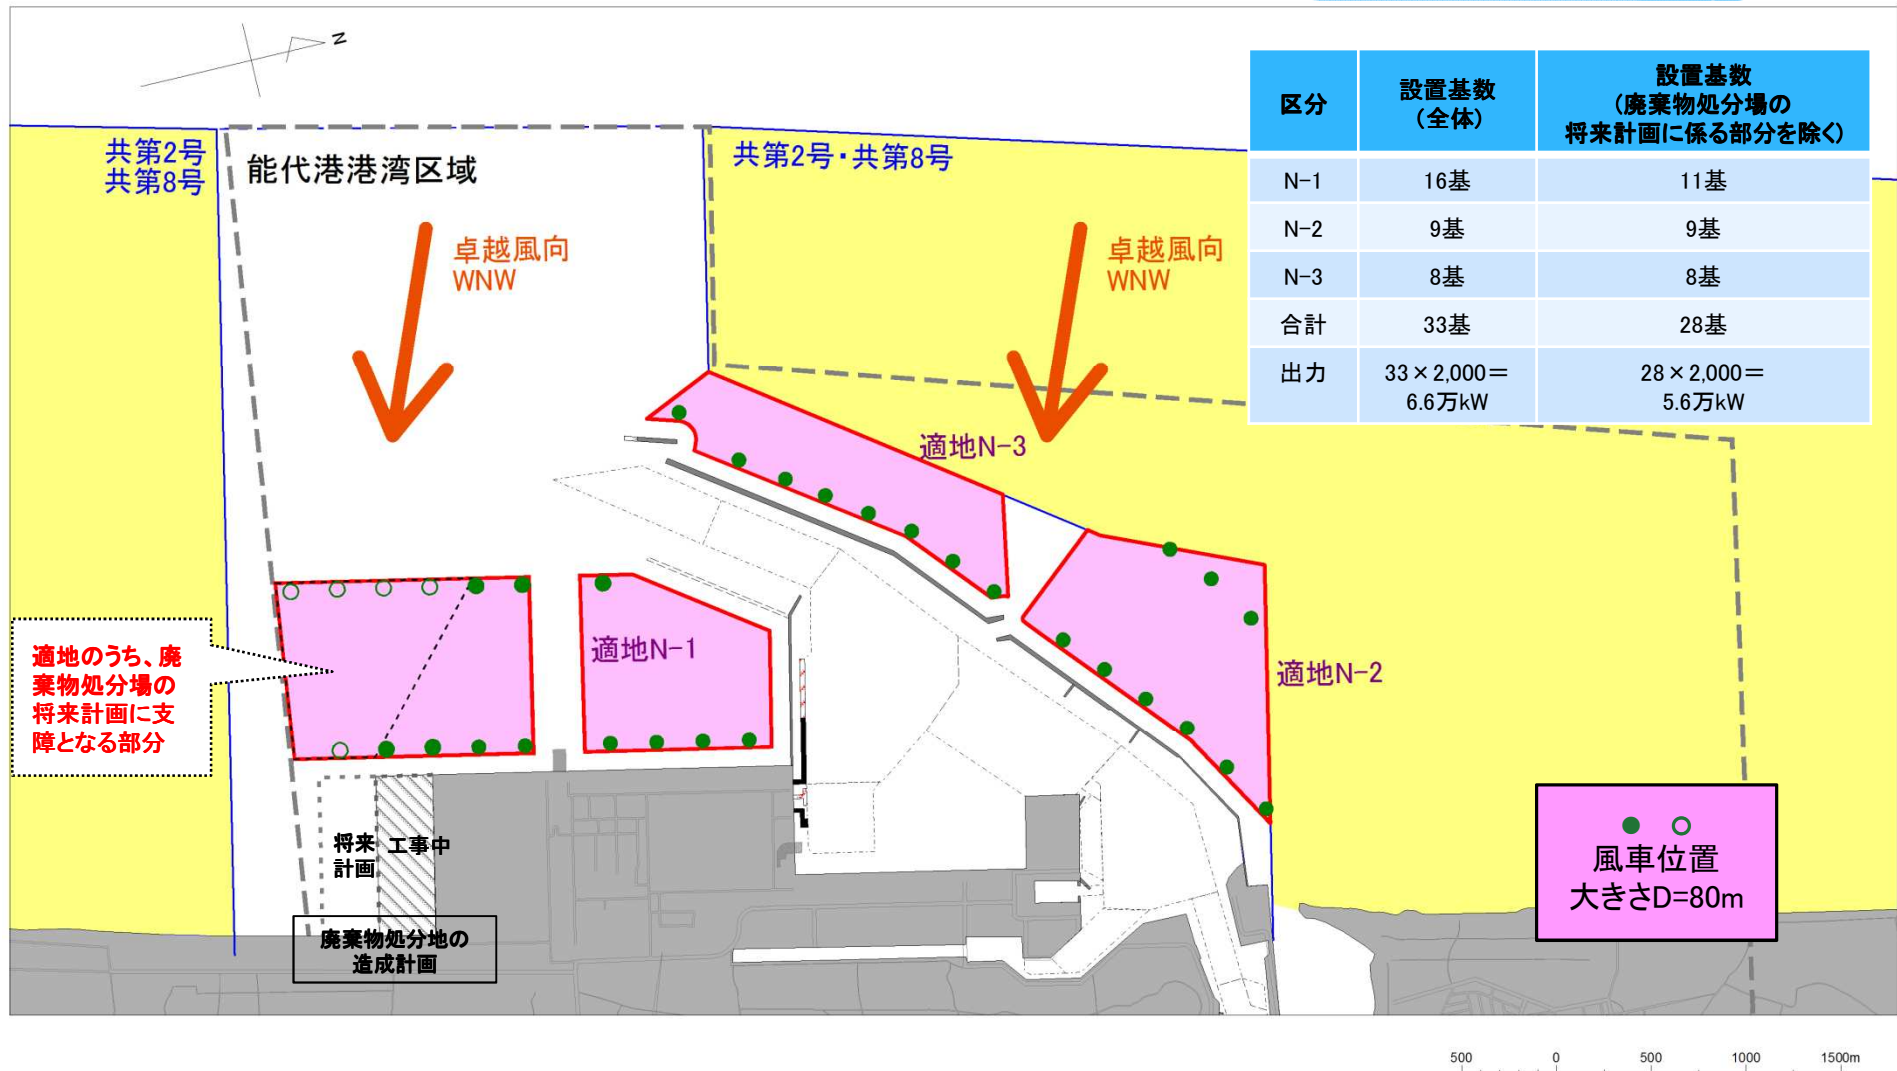 N
区分
設置基数
(全体)
設置基数
(廃棄物処分場の
将来計画に係る部分を除く)
N-1
16基
11基
N-2
9基
9基
N-3
8基
8基
合計
33基
28基
出力
33×2,000=
6.6万kW
28×2,000=
5.6万kW
共第2号
共第8号
能代港港湾区域
共第2号・共第8号
卓越風向
WNW
卓越風向
WNW
適地N-3
適地N-1
適地N-2
適地のうち、廃
棄物処分場の
将来計画に支
障となる部分
将来
計画
工事中
廃棄物処分地の
造成計画
風車位置
大きさD=80m
500 0 500 1000 1500m